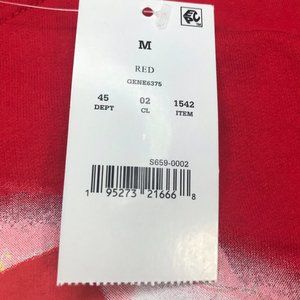 M
RED
GENE6375
45 02 1542
DEPT CL ITEM
S659-0002
1 95273 21666 8